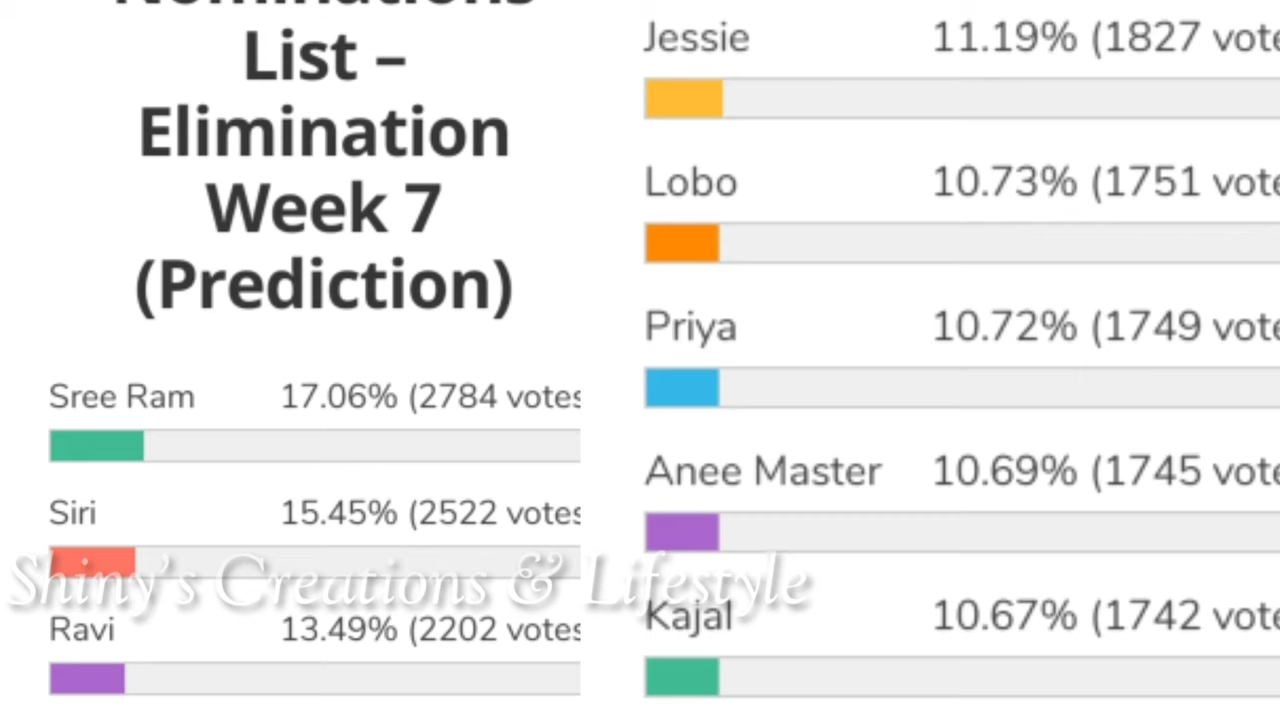 Nominations
List –
Elimination
Week 7
(Prediction)
Sree Ram 17.06% (2784 votes
Siri 15.45% (2522 votes
Ravi 13.49% (2202 votes
Jessie 11.19% (1827 vote
Lobo 10.73% (1751 vote
Priya 10.72% (1749 vote
Anee Master 10.69% (1745 vote
Kajal 10.67% (1742 vote
Shiny's Creations & Lifestyle